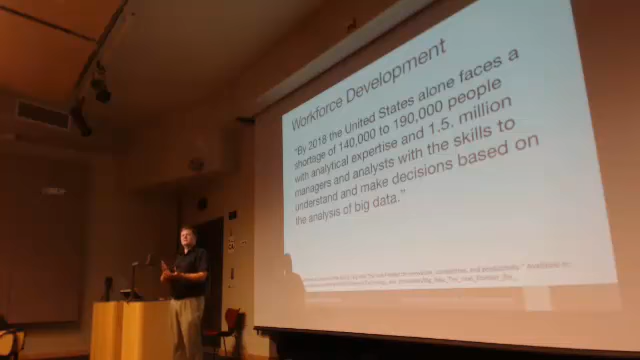 Workforce Development
"By 2018 the United States alone faces a
shortage of 140,000 to 190,000 people
with analytical expertise and 1.5. million
managers and analysts with the skills to
understand and make decisions based on
the analysis of big data."